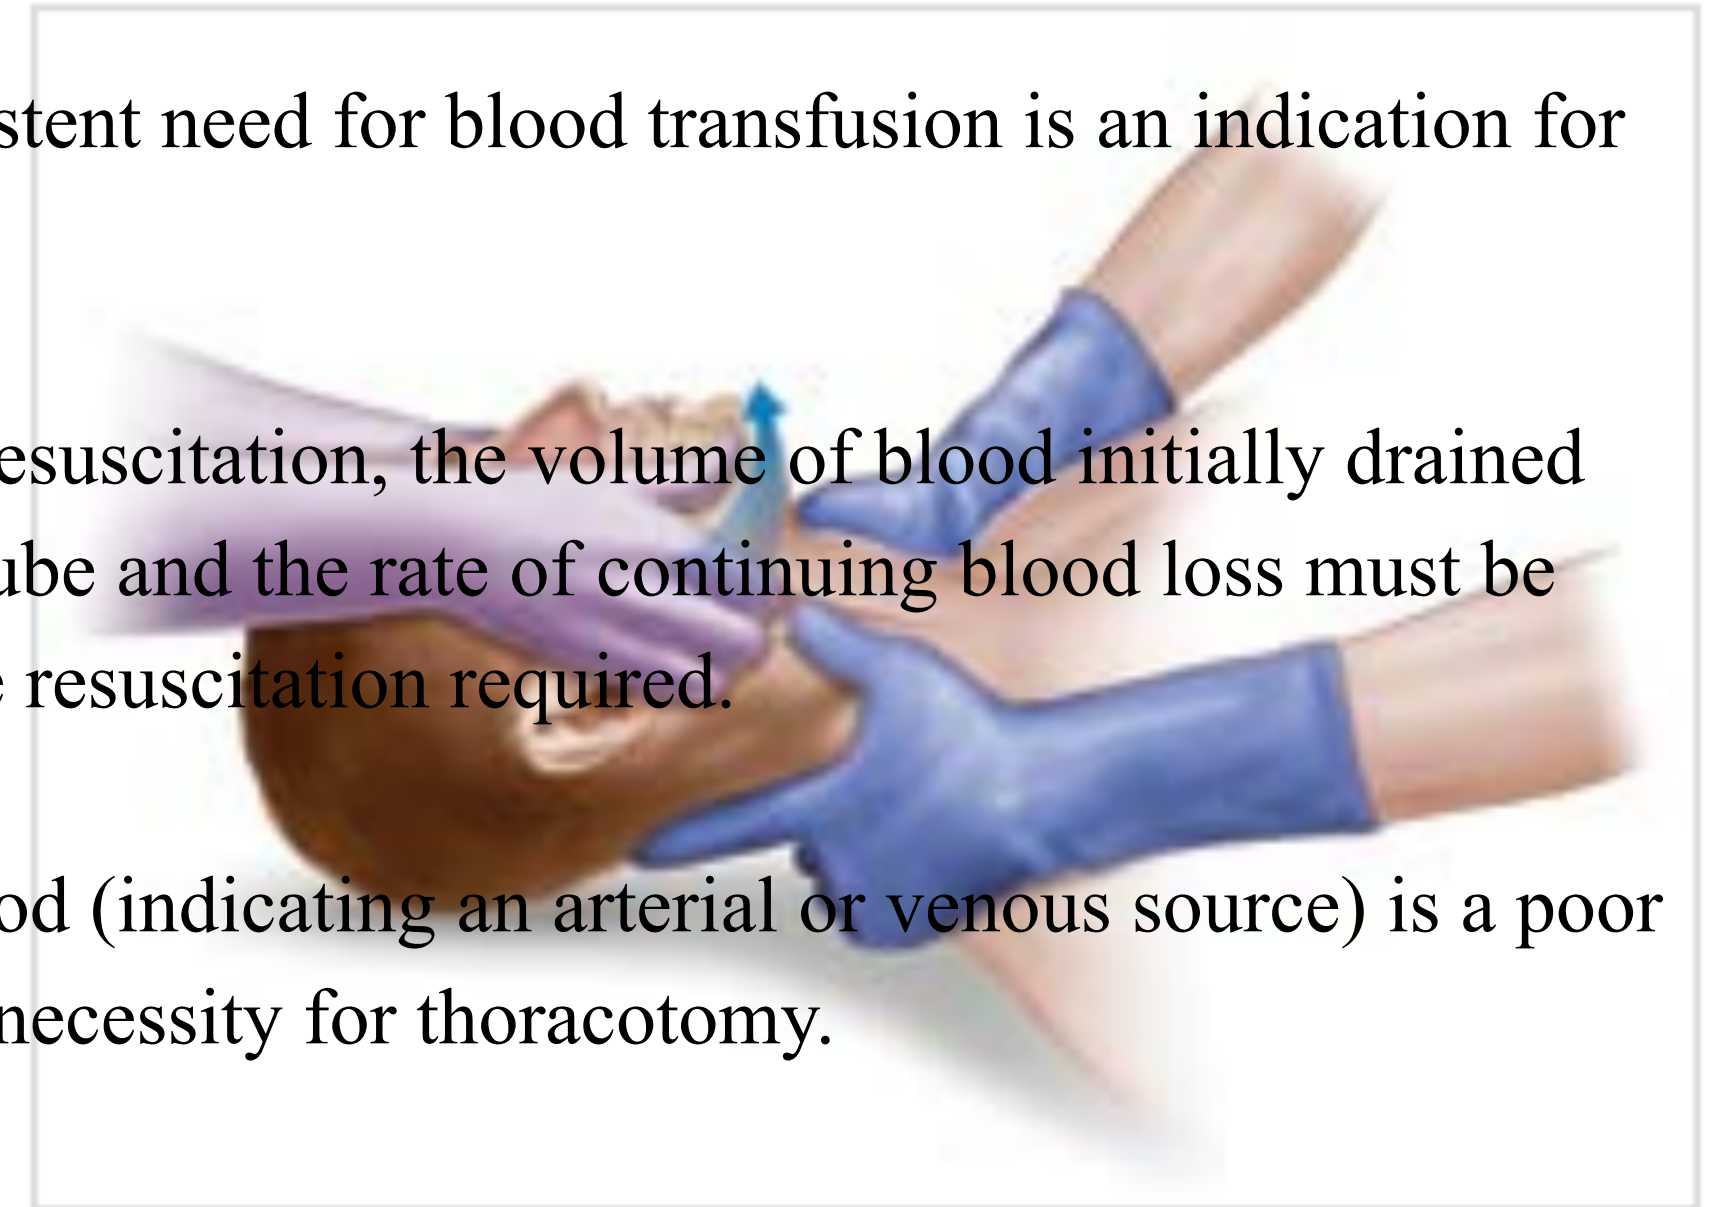 stent need for blood transfusion is an indication for
esuscitation, the volume of blood initially drained
ube and the rate of continuing blood loss must be
e resuscitation required.
od (indicating an arterial or venous source) is a poor
necessity for thoracotomy.